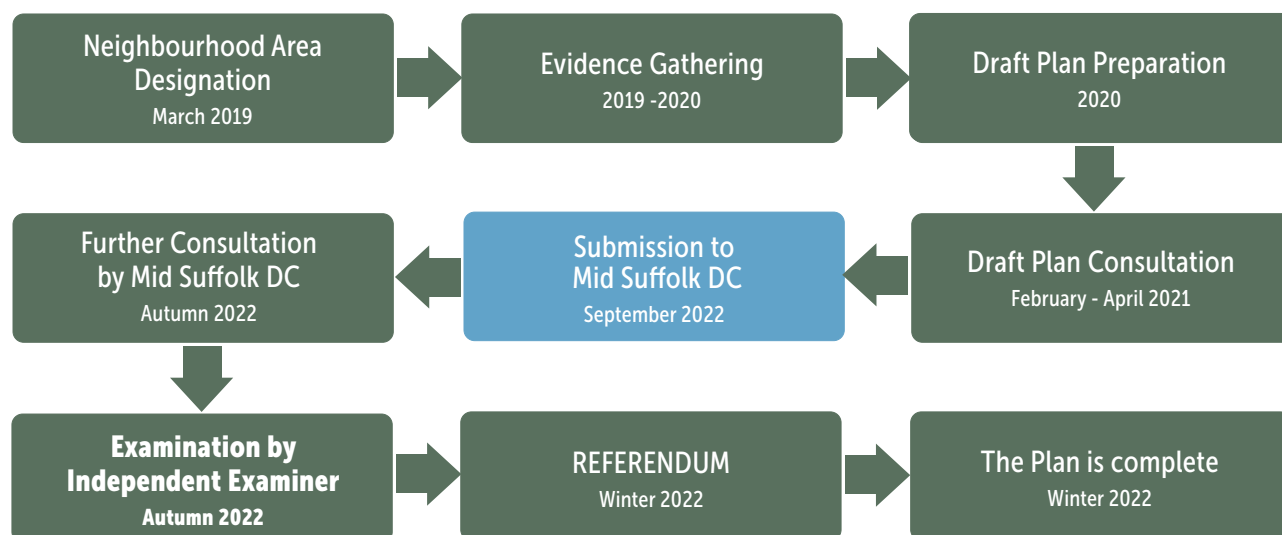 Neighbourhood Area
Designation
March 2019
Evidence Gathering
2019 -2020
Draft Plan Preparation
2020
Draft Plan Consultation
February - April 2021
Submission to
Mid Suffolk DC
September 2022
Further Consultation
by Mid Suffolk DC
Autumn 2022
Examination by
Independent Examiner
Autumn 2022
REFERENDUM
Winter 2022
The Plan is complete
Winter 2022